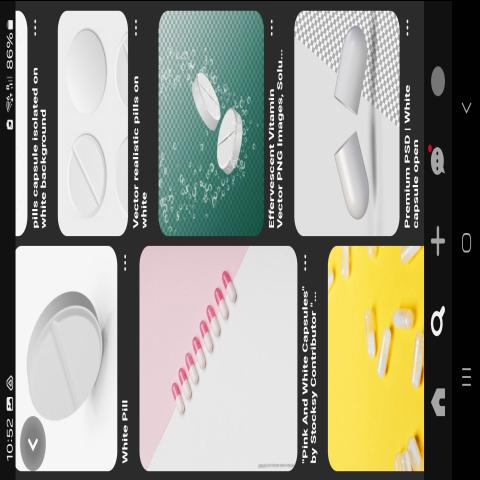 10:52
86%
pills capsule isolated on
white background
Vector realistic pills on
white
Effervescent Vitamin
Vector PNG Images, Solu...
Premium PSD | White
capsule open
White Pill
"Pink And White Capsules"
by Stocksy Contributor "...